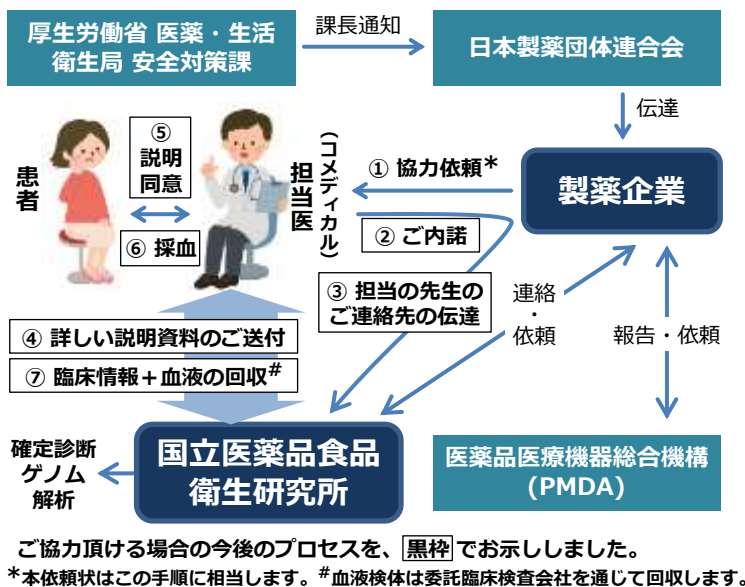 厚生労働省 医薬・生活
衛生局 安全対策課
課長通知
日本製薬団体連合会
伝達
製薬企業
患者
⑤
説明
同意
⑥ 採血
担当医
(コメディカル)
① 協力依頼*
② ご内諾
③ 担当の先生の
ご連絡先の伝達
連絡
・
依頼
報告・依頼
④ 詳しい説明資料のご送付
⑦ 臨床情報＋血液の回収#
確定診断
ゲノム
解析
国立医薬品食品
衛生研究所
医薬品医療機器総合機構
(PMDA)
ご協力頂ける場合の今後のプロセスを、黒枠でお示ししました。
*本依頼状はこの手順に相当します。#血液検体は委託臨床検査会社を通じて回収します。